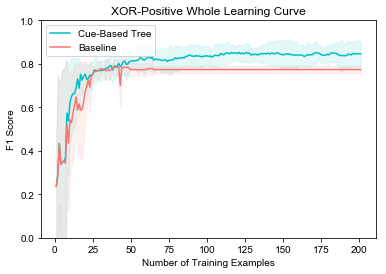 XOR-Positive Whole Learning Curve
Cue-Based Tree
Baseline
F1 Score
1.0
0.8
0.6
0.4
0.2
0.0
0 25 50 75 100 125 150 175 200
Number of Training Examples